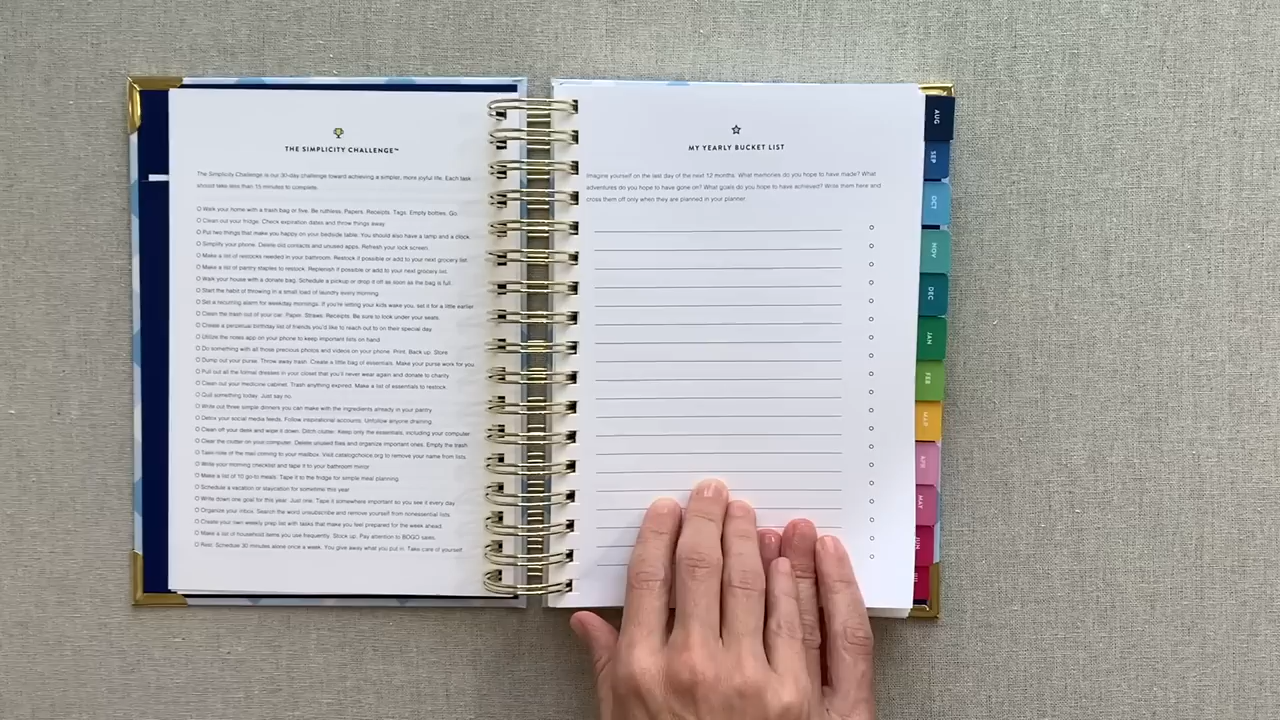 THE SIMPLICITY CHALLENGE™
The Simplicity Challenge is our 30-day challenge toward achieving a simpler, more joyful life. Each task
should take less than 15 minutes to complete.
Walk your home with a trash bag or five. Be ruthless. Papers. Receipts. Tags. Empty bottles. Go.
Clean out your fridge. Check expiration dates and throw things away.
Put two things that make you happy on your bedside table. You should also have a lamp and a clock.
Simplify your phone. Delete old contacts and unused apps. Refresh your lock screen.
Make a list of restocks needed in your bathroom. Restock if possible or add to your next grocery list.
Make a list of pantry staples to restock. Replenish if possible or add to your next grocery list.
Walk your house with a donate bag. Schedule a pickup or drop it off as soon as the bag is full.
Start the habit of throwing in a small load of laundry every morning.
Set a recurring alarm for weekday mornings. If you're letting your kids wake you, set it for a little earlier.
Clean the trash out of your car. Paper. Straws. Receipts. Be sure to look under your seats.
Create a perpetual birthday list of friends you'd like to reach out to on their special day.
Utilize the notes app on your phone to keep important lists on hand
Do something with all those precious photos and videos on your phone. Print. Back up. Store.
Dump out your purse. Throw away trash. Create a little bag of essentials. Make your purse work for you.
Pull out all the formal dresses in your closet that you'll never wear again and donate to charity.
Clean out your medicine cabinet. Trash anything expired. Make a list of essentials to restock.
Quit something today. Just say no.
Write out three simple dinners you can make with the ingredients already in your pantry.
Detox your social media feeds. Follow inspirational accounts. Unfollow anyone draining.
Clean off your desk and wipe it down. Ditch clutter. Keep only the essentials, including your computer.
Clear the clutter on your computer. Delete unused files and organize important ones. Empty the trash.
Take note of the mail coming to your mailbox. Visit catalogchoice.org to remove your name from lists.
Write your morning checklist and tape it to your bathroom mirror.
Make a list of 10 go-to meals. Tape it to the fridge for simple meal planning.
Schedule a vacation or staycation for sometime this year.
Write down one goal for this year. Just one. Tape it somewhere important so you see it every day.
Organize your inbox. Search the word unsubscribe and remove yourself from nonessential lists.
Create your own weekly prep list with tasks that make you feel prepared for the week ahead.
Make a list of household items you use frequently. Stock up. Pay attention to BOGO sales.
Rest. Schedule 30 minutes alone once a week. You give away what you put in. Take care of yourself.
MY YEARLY BUCKET LIST
Imagine yourself on the last day of the next 12 months. What memories do you hope to have made? What
adventures do you hope to have gone on? What goals do you hope to have achieved? Write them here and
cross them off only when they are planned in your planner.
AUG
SEP
OCT
NOV
DEC
JAN
FEB
MAR
APR
MAY
JUN
JUL